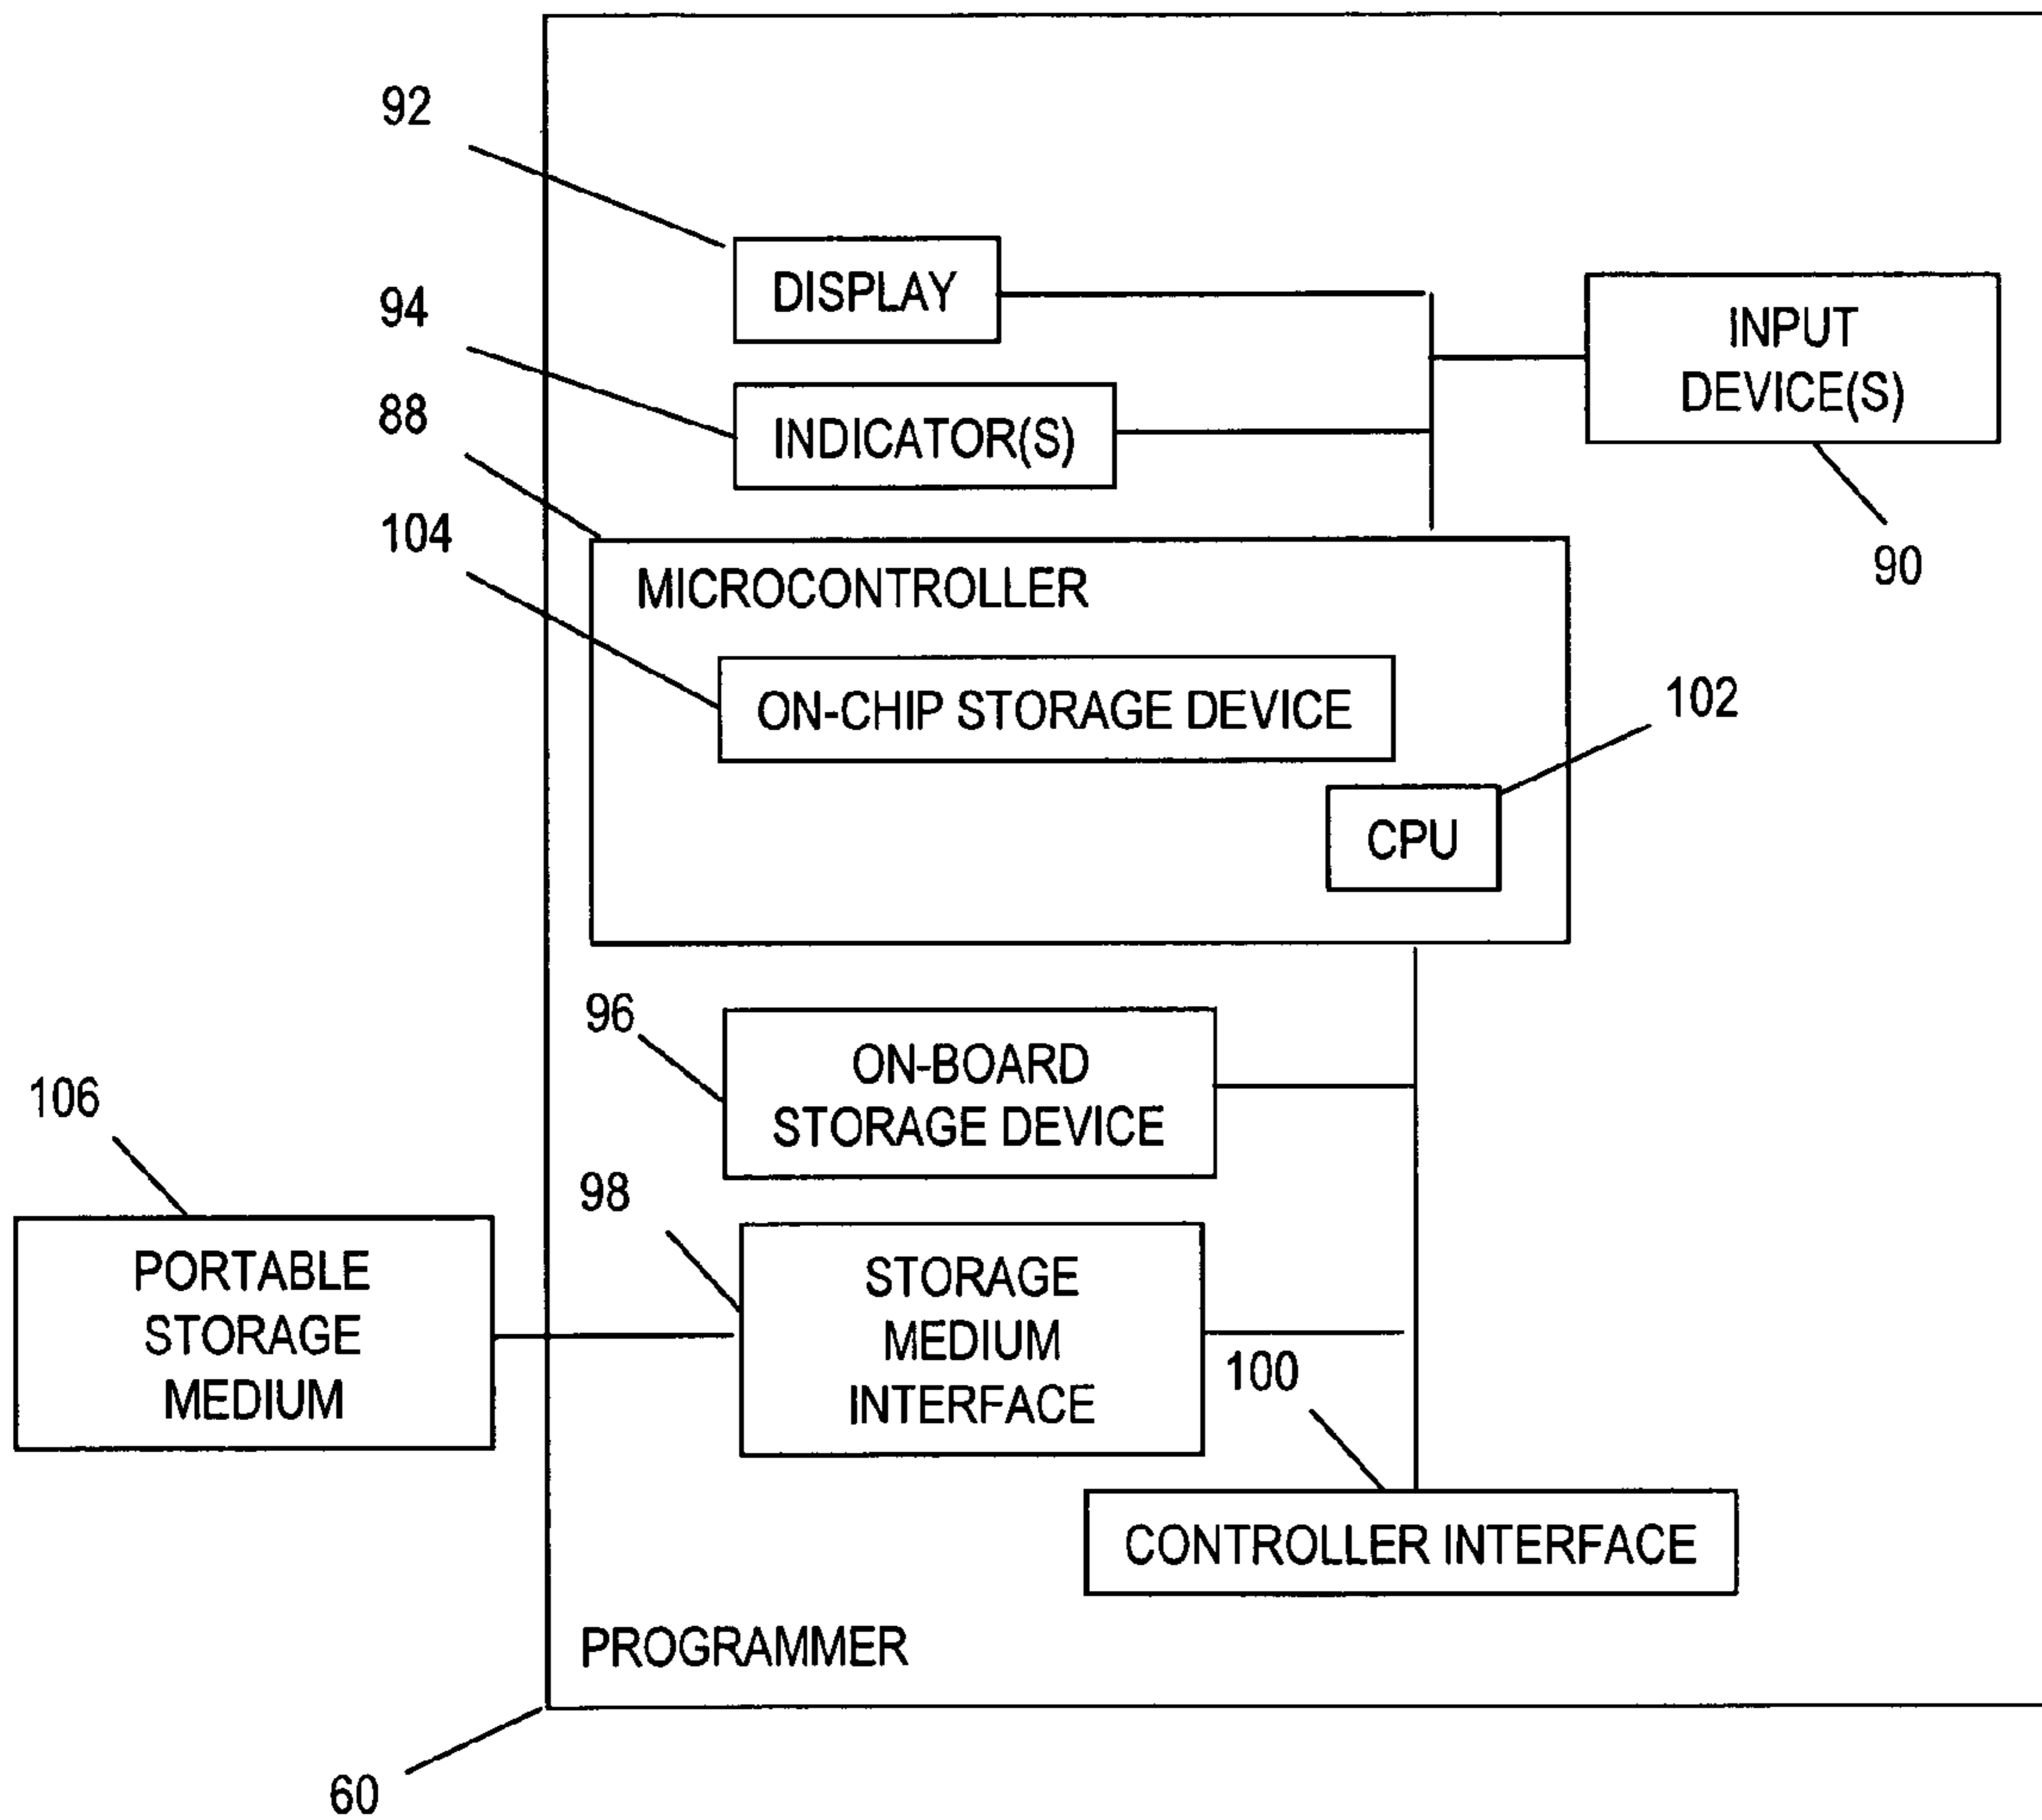 92
DISPLAY
94
INPUT
DEVICE(S)
88
INDICATOR(S)
104
90
MICROCONTROLLER
ON-CHIP STORAGE DEVICE
102
CPU
96
ON-BOARD
STORAGE DEVICE
106
98
PORTABLE
STORAGE
MEDIUM
STORAGE
MEDIUM
INTERFACE
100
CONTROLLER INTERFACE
PROGRAMMER
60